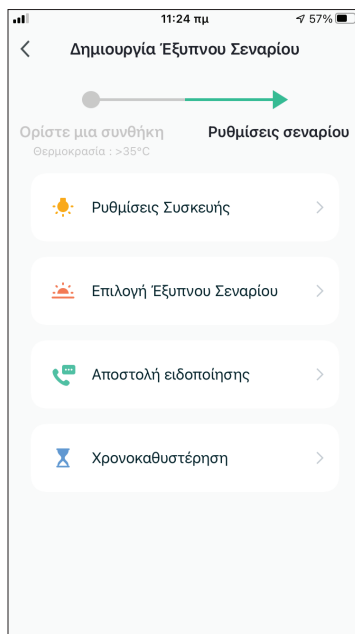 11:24 πμ
57%
Δημιουργία Έξυπνου Σεναρίου
Ορίστε μια συνθήκη
Ρυθμίσεις σεναρίου
Θερμοκρασία : >35°C
Ρυθμίσεις Συσκευής
Επιλογή Έξυπνου Σεναρίου
Αποστολή ειδοποίησης
Χρονοκαθυστέρηση